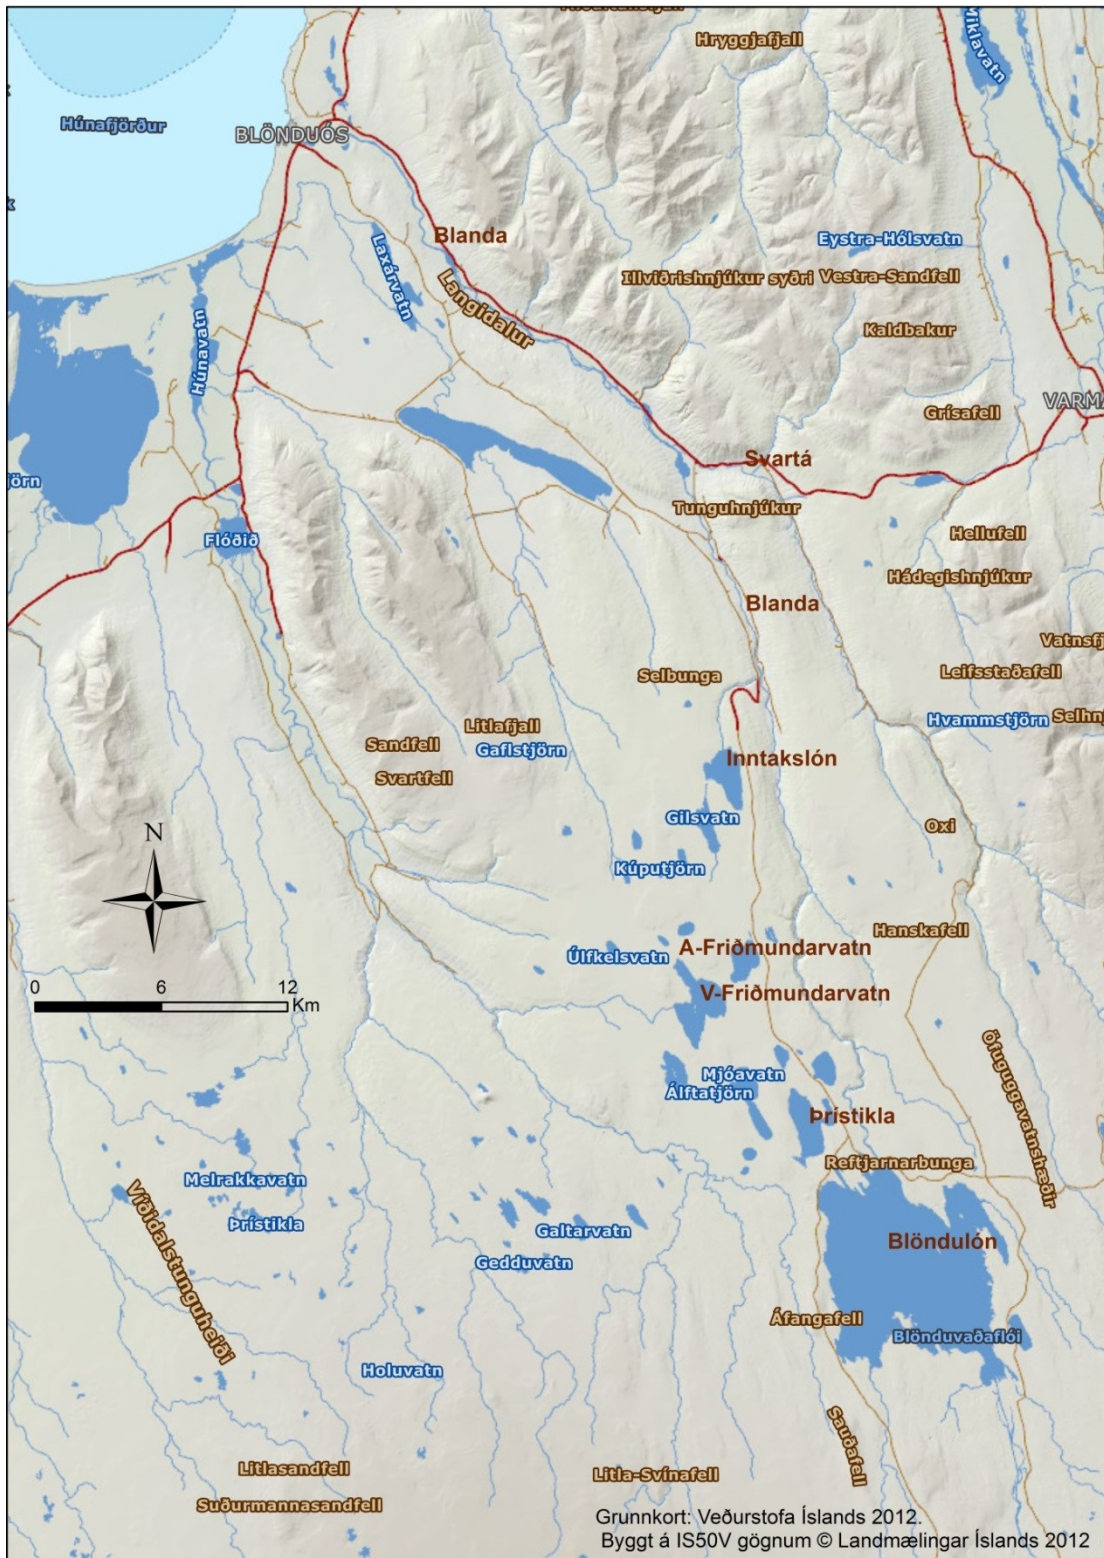 Hryggjafjall
Miklavatn
Húnafjörður
BLÖNDUÓS
Blanda
Laxárvatn
Langidalur
Eystra-Hólsvatn
Illviðrishnjúkur syðri
Vestra-Sandfell
Húnavatn
Kaldbakur
Grísafell
VARMA
Svartá
jörn
Tunguhnjúkur
Flóðið
Hellufell
Hádegishnjúkur
Blanda
Vatnsfj
Selbunga
Leifsstaðafell
Litlafjall
Hvammstjörn
Selhnj
Sandfell
Gaflstjörn
Svartfell
Inntakslón
Gilsvatn
Oxi
N
Kúputjörn
Hanskafell
Úlfkelsvatn
A-Friðmundarvatn
V-Friðmundarvatn
0 6 12
Km
Öfuguggavatnshæðir
Mjóavatn
Álftatjörn
Þrístikla
Reftjarnarbunga
Melrakkavatn
Víðidalstunguheiði
Þrístikla
Galtarvatn
Blöndulón
Gedduvatn
Áfangafell
Blönduvaðaflói
Holuvatn
Sauðafell
Litlasandfell
Litla-Svínafell
Suðurmannasandfell
Grunnkort: Veðurstofa Íslands 2012.
Byggt á IS50V gögnum © Landmælingar Íslands 2012